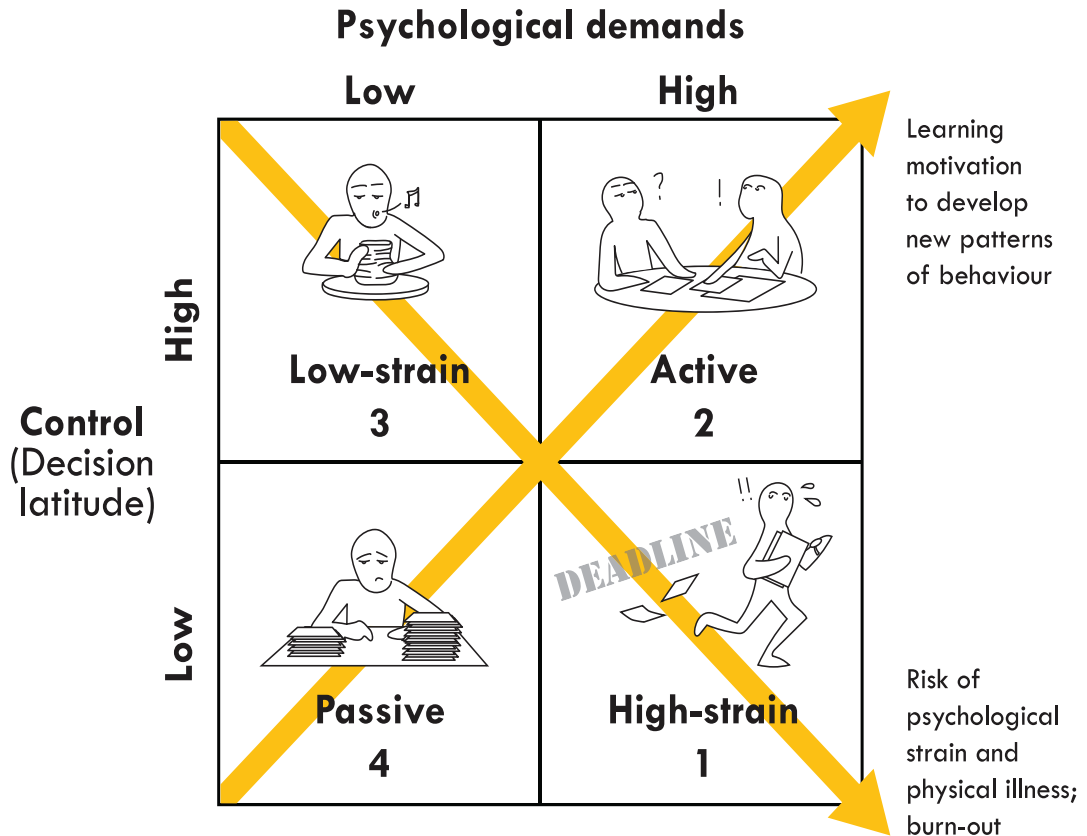 Psychological demands
Low
High
Learning
motivation
to develop
new patterns
of behaviour
High
?
!
Low-strain
3
Active
2
Control
(Decision
latitude)
Low
!!
DEADLINE
Passive
4
High-strain
1
Risk of
psychological
strain and
physical illness;
burn-out